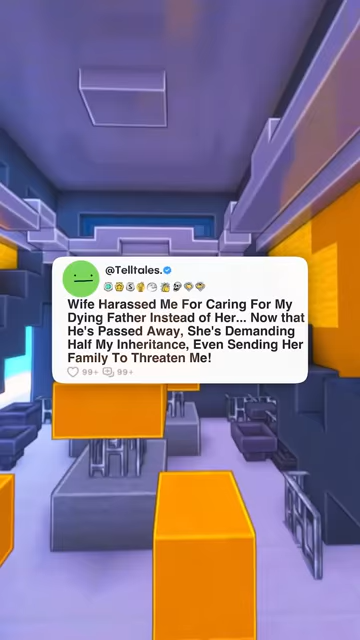 @Telltales.
Wife Harassed Me For Caring For My
Dying Father Instead of Her... Now that
He's Passed Away, She's Demanding
Half My Inheritance, Even Sending Her
Family To Threaten Me!
99+ 99+